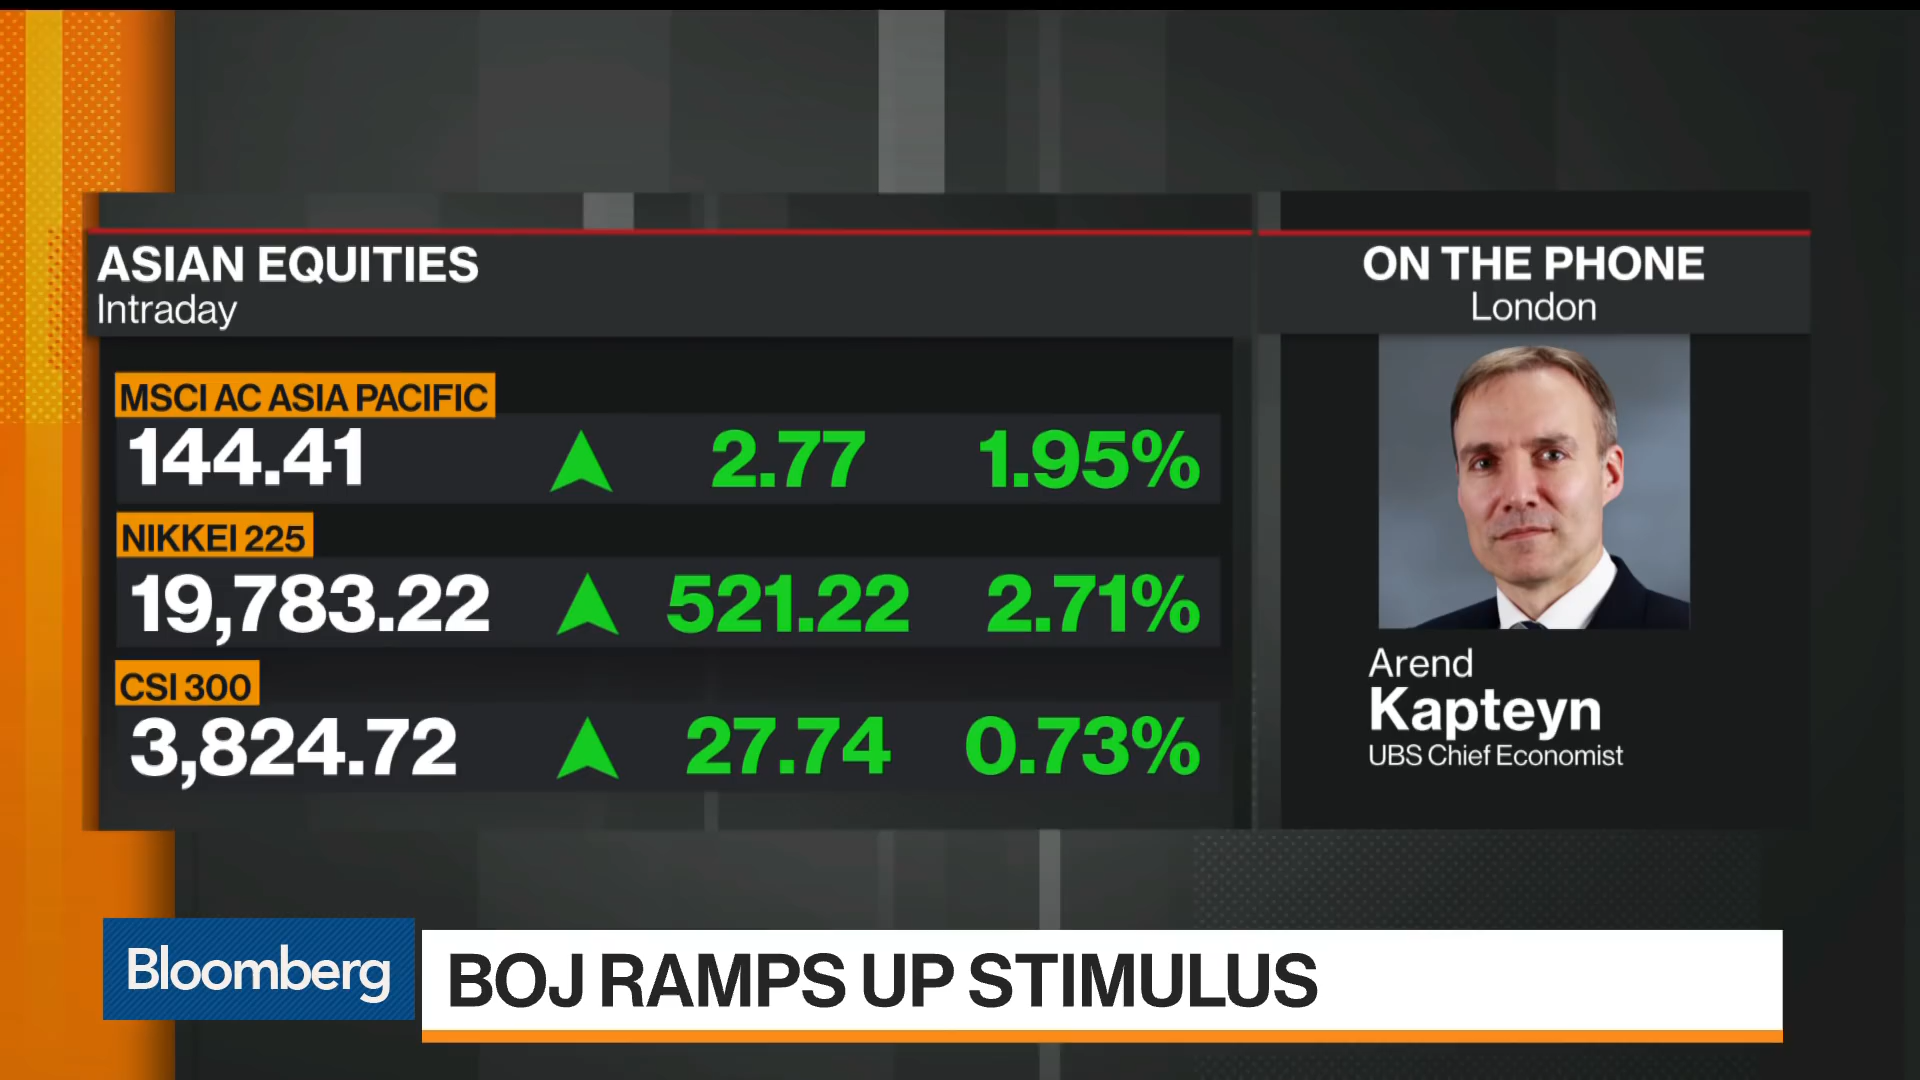 ASIAN EQUITIES
Intraday
MSCI AC ASIA PACIFIC
144.41 2.77 1.95%
NIKKEI 225
19,783.22 521.22 2.71%
CSI 300
3,824.72 27.74 0.73%
ON THE PHONE
London
Arend
Kapteyn
UBS Chief Economist
Bloomberg
BOJ RAMPS UP STIMULUS